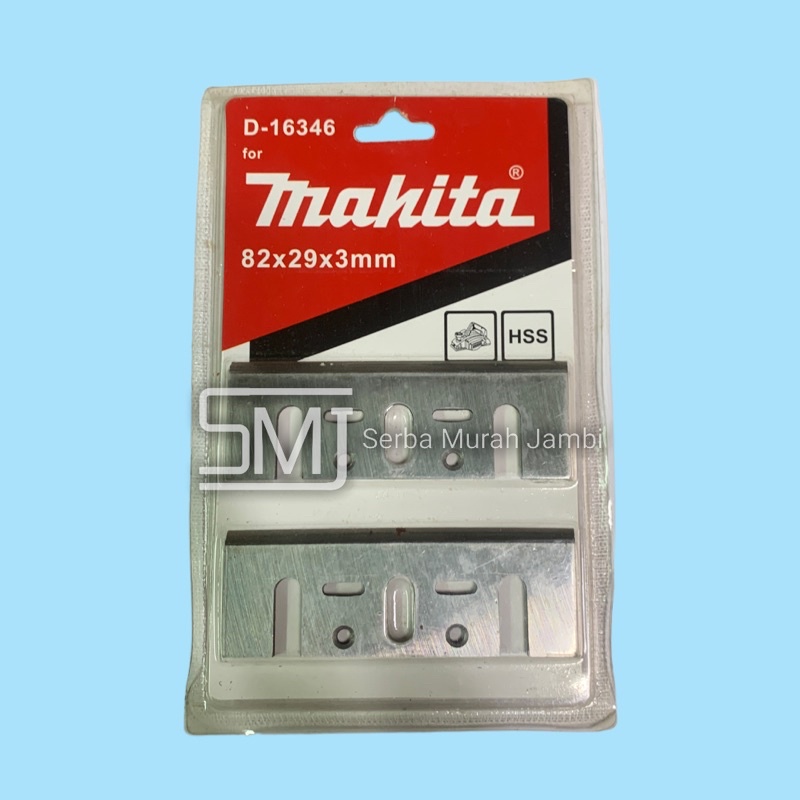 D-16346
for
makita®
82x29x3mm
HSS
SMJ
Serba Murah Jambi